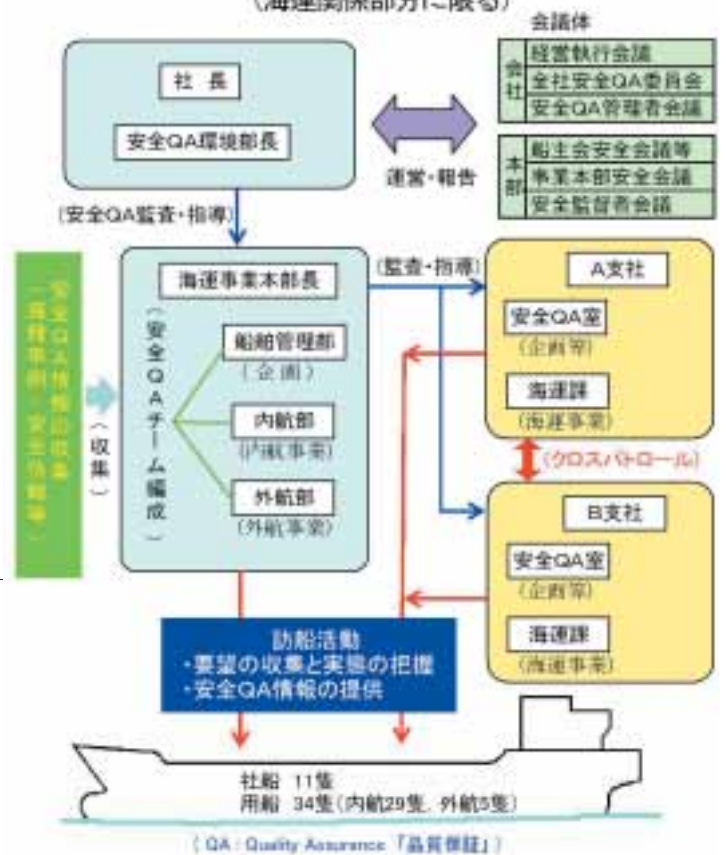 (海運関係部分に限る)
会議体
会社
経営執行会議
全社安全QA委員会
安全QA管理者会議
本部
船主会安全会議等
事業本部安全会議
安全監督者会議
社 長
安全QA環境部長
運営・報告
(安全QA監査・指導)
安全QA情報の収集
(収集)
海運事業本部長
(安全QAチーム編成)
船舶管理部
(企画)
内航部
(内航事業)
外航部
(外航事業)
(監査・指導)
A支社
安全QA室
(企画等)
海運課
(海運事業)
(クロスパトロール)
B支社
安全QA室
(企画等)
海運課
(海運事業)
訪船活動
・要望の収集と実態の把握
・安全QA情報の提供
社船 11隻
用船 34隻(内航29隻、外航5隻)
(QA:Quality Assurance「品質保証」)